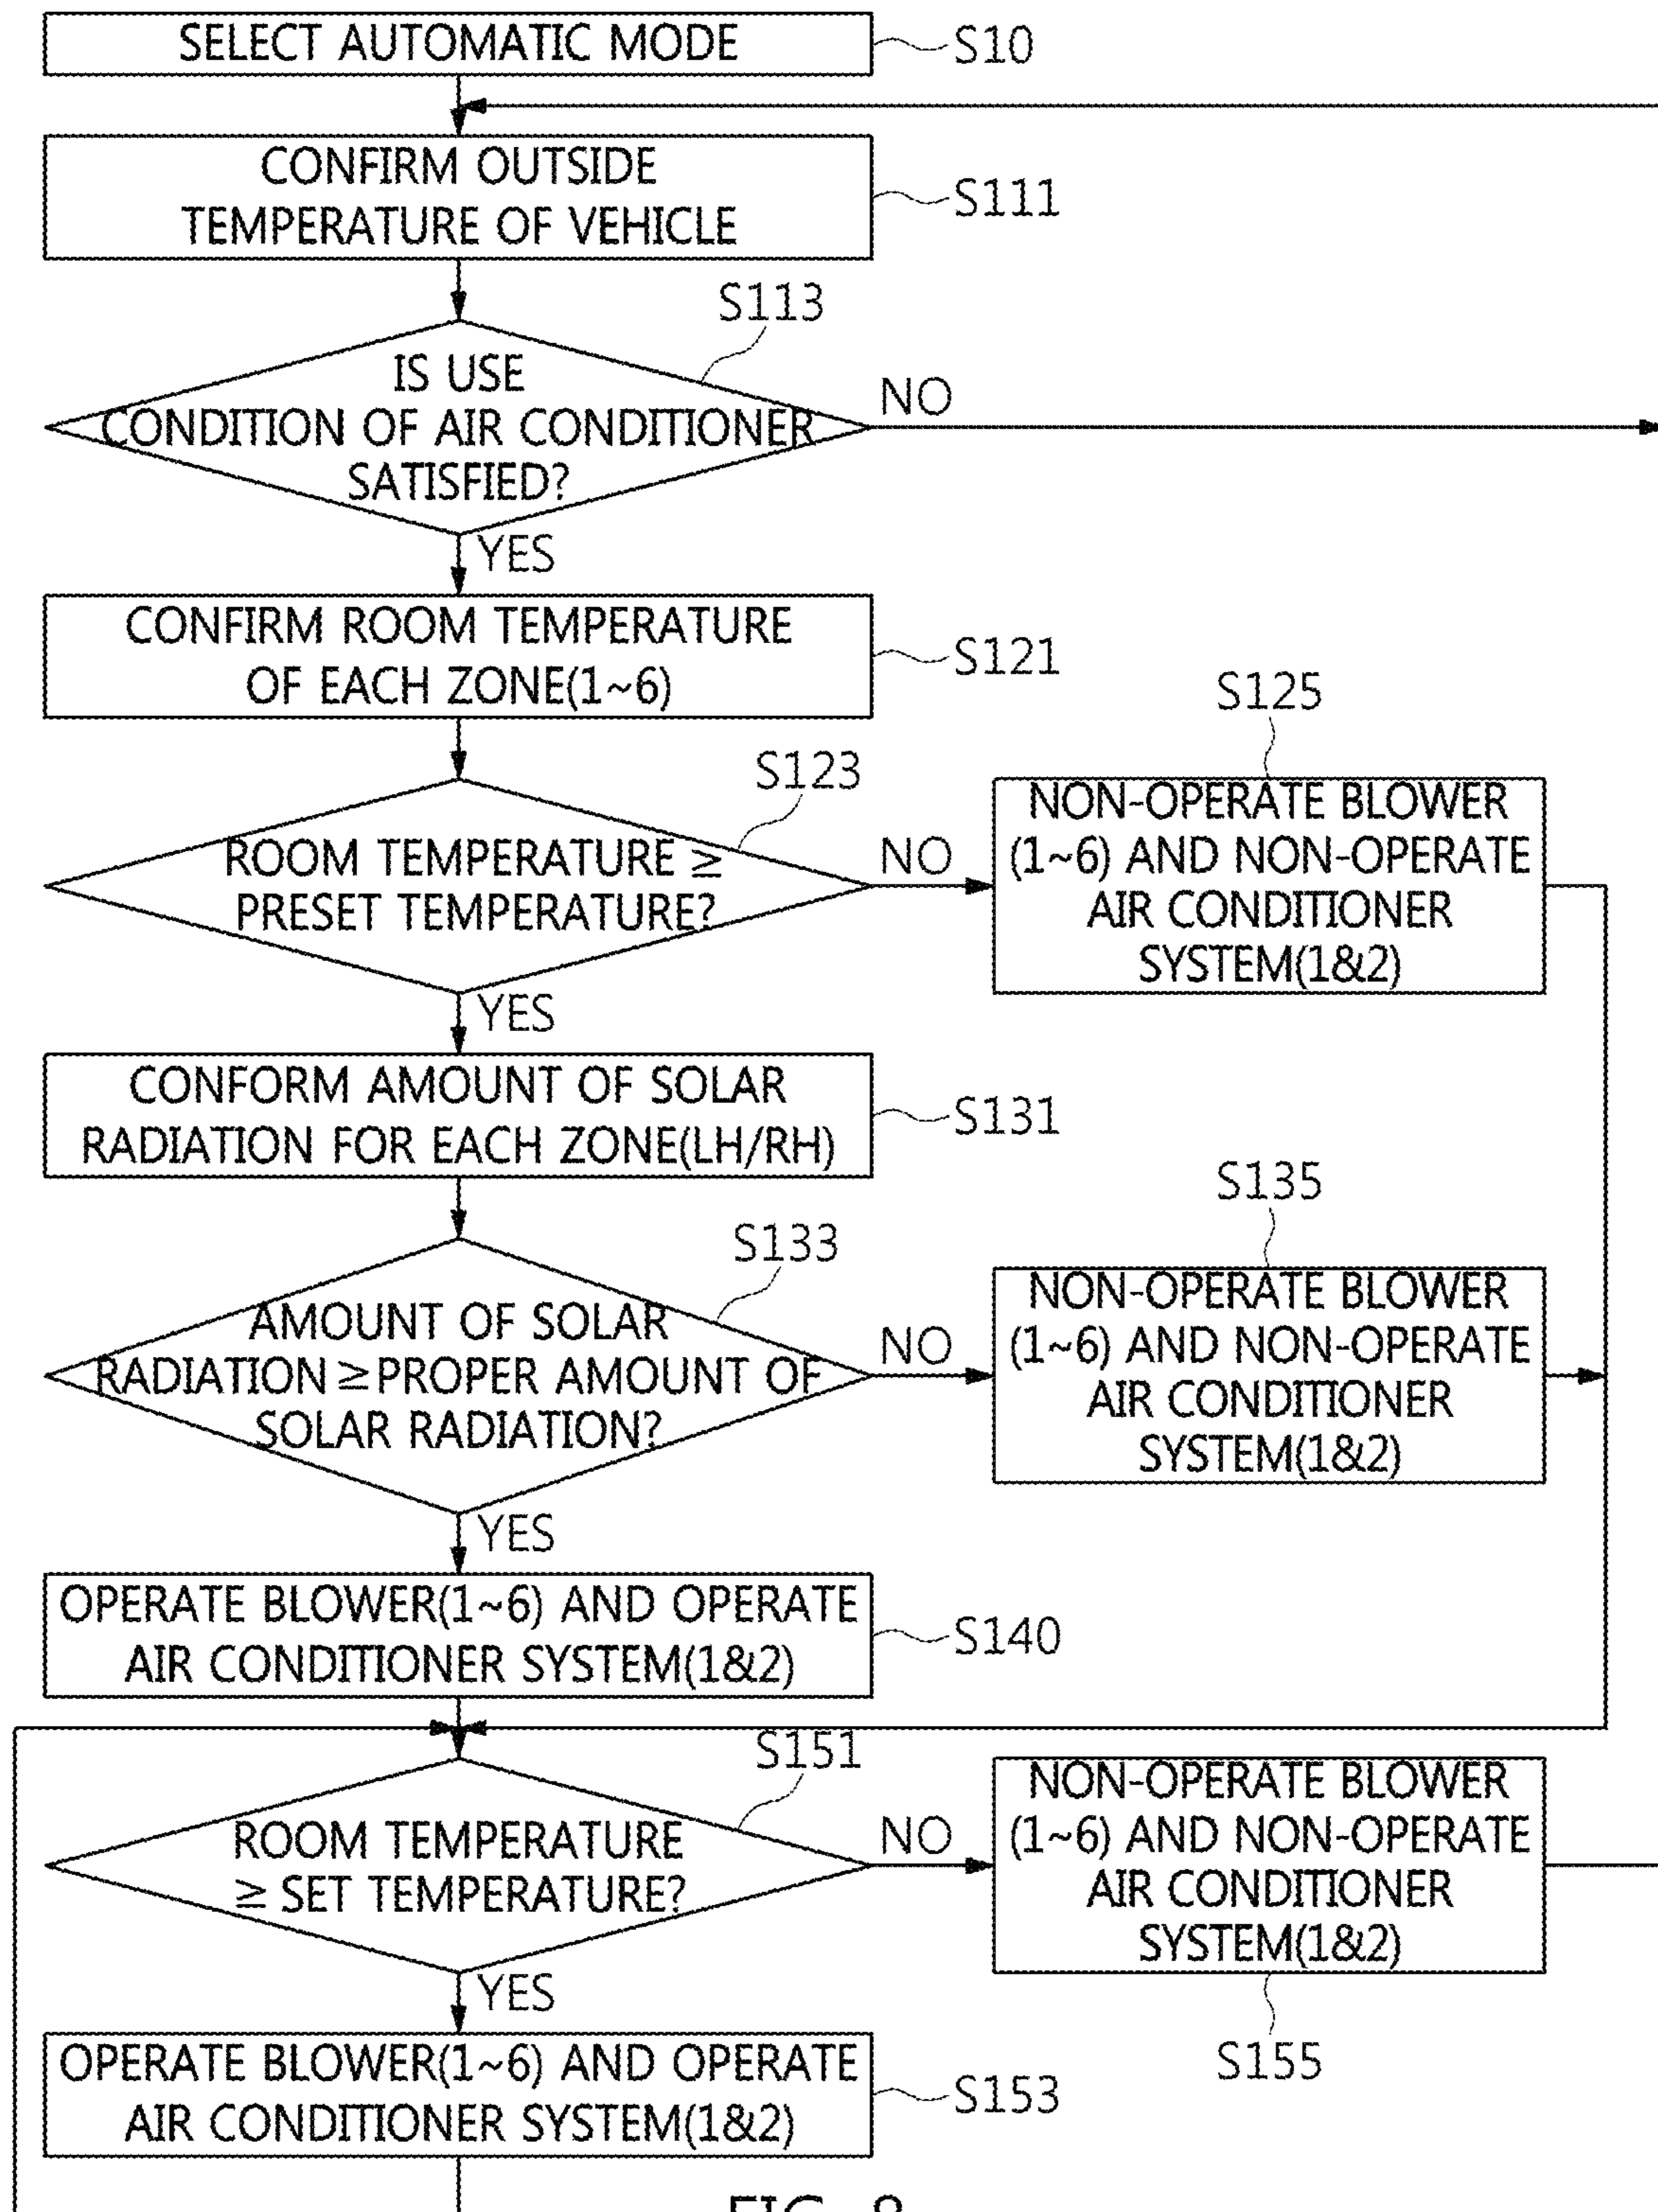 SELECT AUTOMATIC MODE
S10
CONFIRM OUTSIDE
TEMPERATURE OF VEHICLE
S111
S113
IS USE
CONDITION OF AIR CONDITIONER
SATISFIED?
NO
YES
CONFIRM ROOM TEMPERATURE
OF EACH ZONE(1~6)
S121
S123
ROOM TEMPERATURE ≥
PRESET TEMPERATURE?
NO
S125
NON-OPERATE BLOWER
(1~6) AND NON-OPERATE
AIR CONDITIONER
SYSTEM(1&2)
YES
CONFORM AMOUNT OF SOLAR
RADIATION FOR EACH ZONE(LH/RH)
S131
S133
AMOUNT OF SOLAR
RADIATION ≥ PROPER AMOUNT OF
SOLAR RADIATION?
NO
S135
NON-OPERATE BLOWER
(1~6) AND NON-OPERATE
AIR CONDITIONER
SYSTEM(1&2)
YES
OPERATE BLOWER(1~6) AND OPERATE
AIR CONDITIONER SYSTEM(1&2)
S140
S151
ROOM TEMPERATURE
≥ SET TEMPERATURE?
NO
NON-OPERATE BLOWER
(1~6) AND NON-OPERATE
AIR CONDITIONER
SYSTEM(1&2)
S155
YES
OPERATE BLOWER(1~6) AND OPERATE
AIR CONDITIONER SYSTEM(1&2)
S153